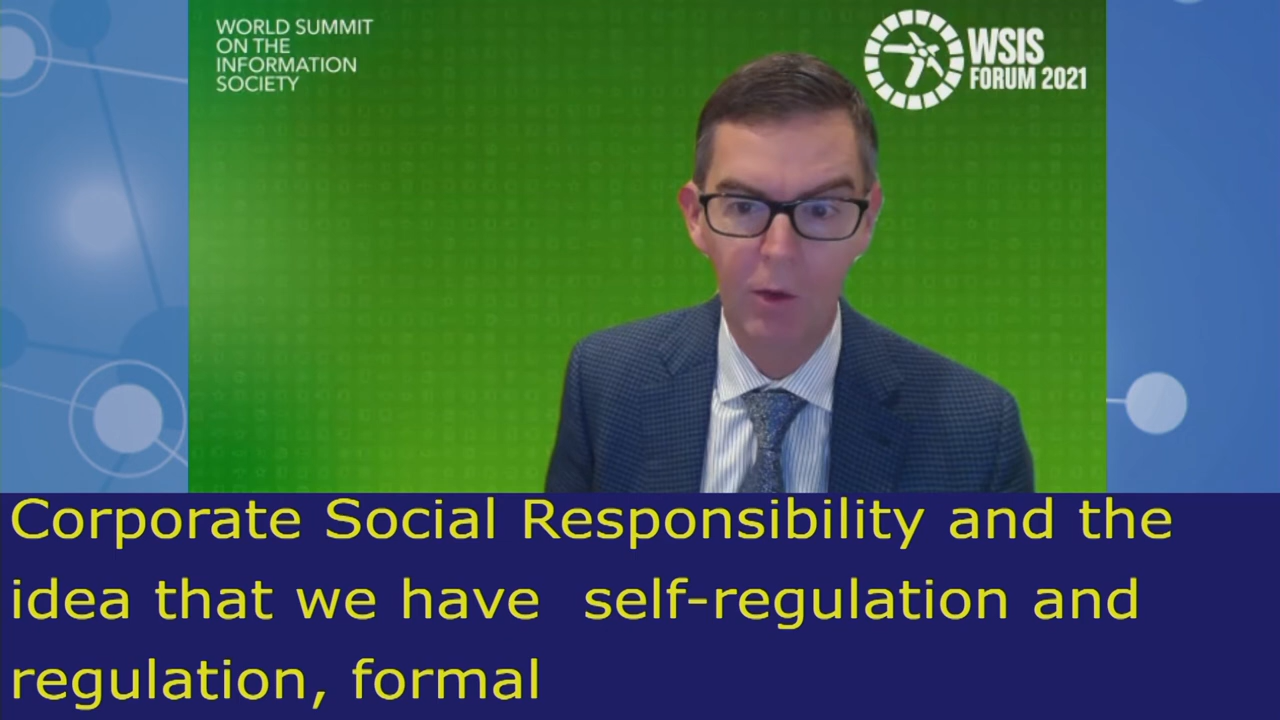 WORLD SUMMIT
ON THE
INFORMATION
SOCIETY
WSIS
FORUM 2021
Corporate Social Responsibility and the
idea that we have  self-regulation and
regulation, formal